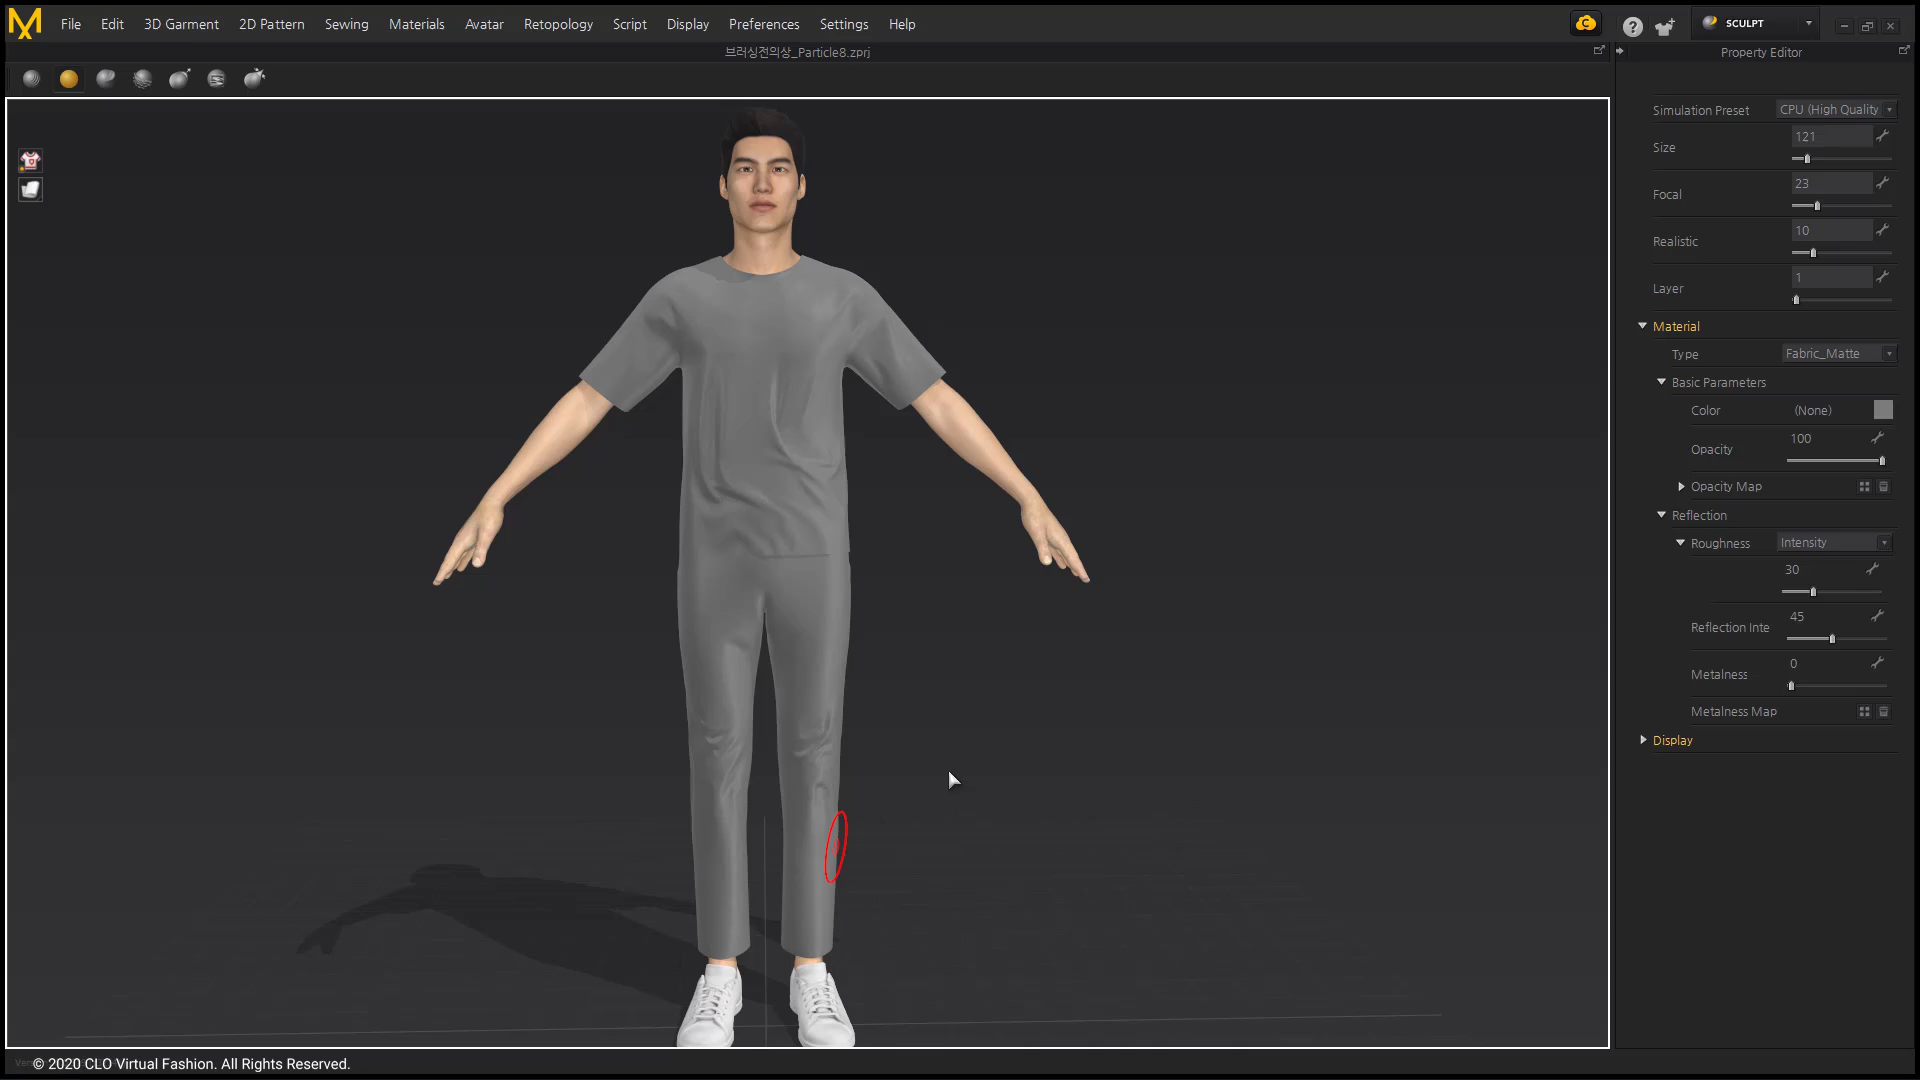 File Edit 3D Garment 2D Pattern Sewing Materials Avatar Retopology Script Display Preferences Settings Help
SCULPT
브러싱전의상_Particle8.zprj
Property Editor
Simulation Preset CPU (High Quality
Size 121
Focal 23
Realistic 10
Layer 1
Material
Type Fabric_Matte
Basic Parameters
Color (None)
Opacity 100
Opacity Map
Reflection
Roughness Intensity
30
Reflection Inte 45
Metalness 0
Metalness Map
Display
© 2020 CLO Virtual Fashion. All Rights Reserved.